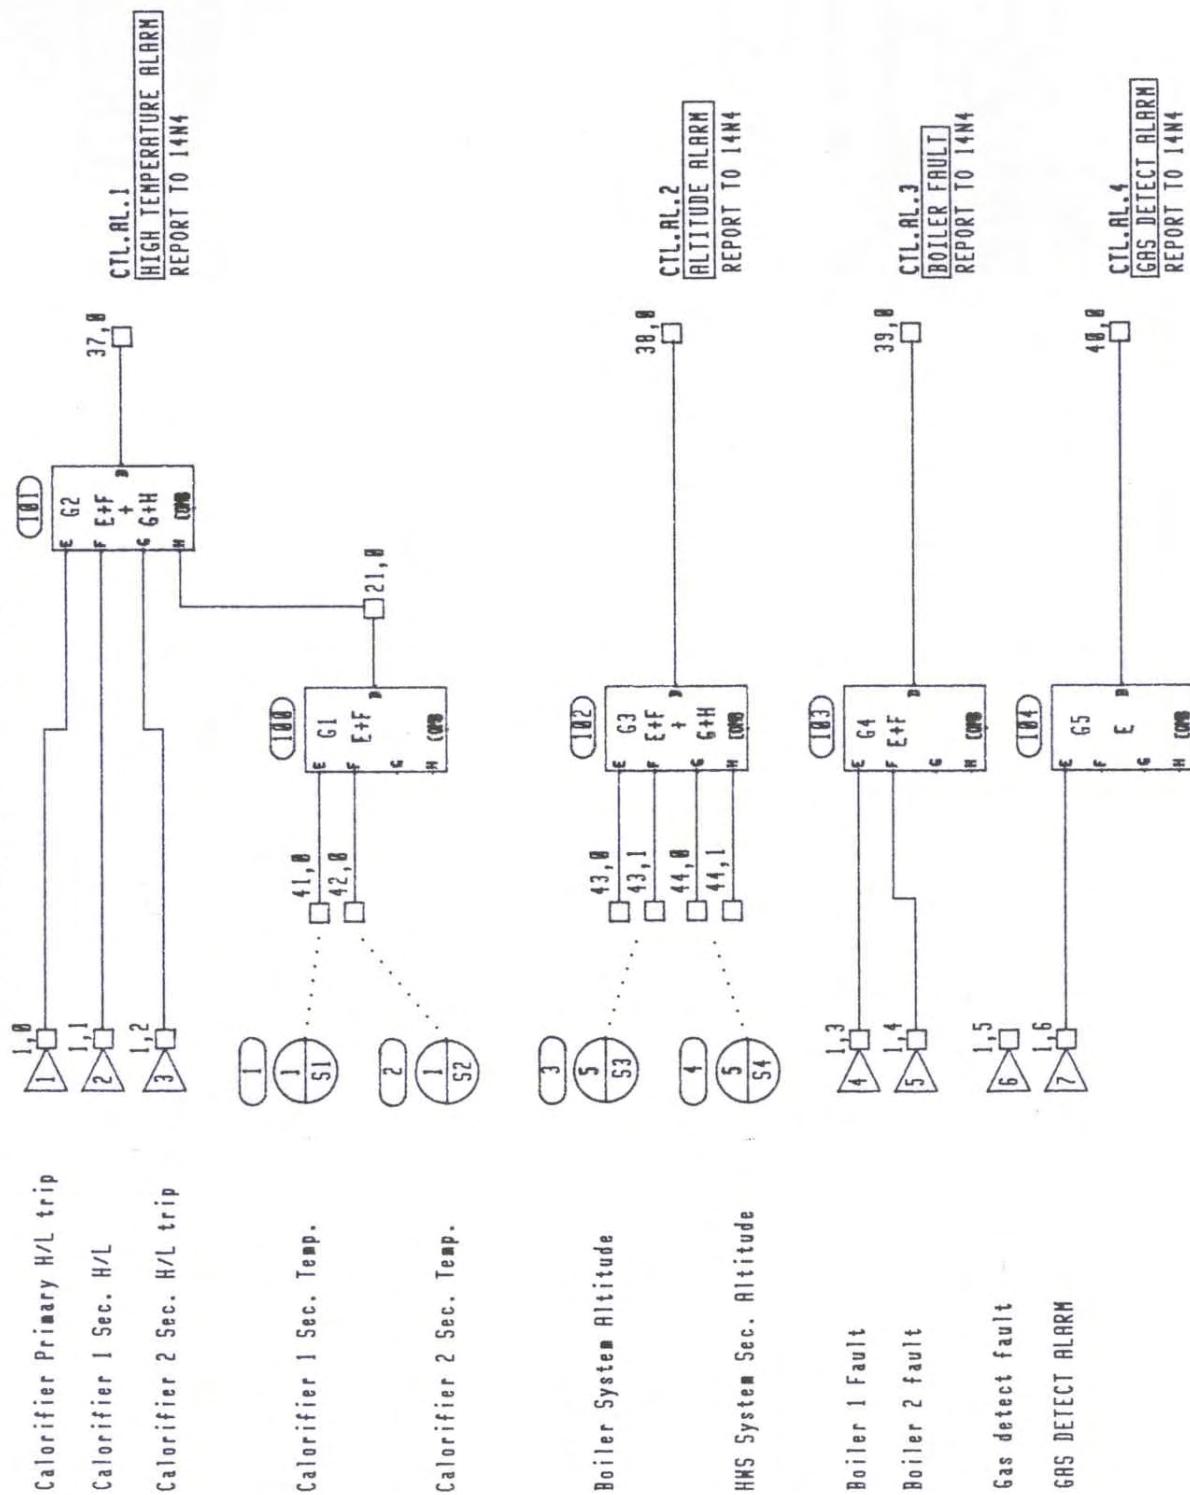 Calorifier Primary H/L trip
1
1,0
Calorifier 1 Sec. H/L
2
1,1
Calorifier 2 Sec. H/L trip
3
1,2
101
E
F
G
H
G2
E+F
+
G+H
COMB
D
37,0
CTL.AL.1
HIGH TEMPERATURE ALARM
REPORT TO 14N4
Calorifier 1 Sec. Temp.
1
1
S1
41,0
Calorifier 2 Sec. Temp.
2
1
S2
42,0
100
E
F
G
H
G1
E+F
COMB
D
21,0
Boiler System Altitude
3
5
S3
43,0
43,1
HWS System Sec. Altitude
4
5
S4
44,0
44,1
102
E
F
G
H
G3
E+F
+
G+H
COMB
D
38,0
CTL.AL.2
ALTITUDE ALARM
REPORT TO 14N4
Boiler 1 Fault
4
1,3
Boiler 2 fault
5
1,4
103
E
F
G
H
G4
E+F
COMB
D
39,0
CTL.AL.3
BOILER FAULT
REPORT TO 14N4
Gas detect fault
6
1,5
GAS DETECT ALARM
7
1,6
104
E
F
G
H
G5
E
COMB
D
40,0
CTL.AL.4
GAS DETECT ALARM
REPORT TO 14N4